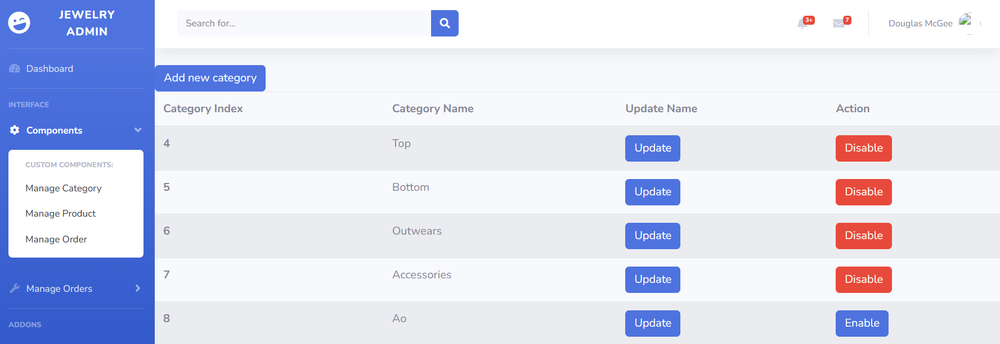 JEWELRY
ADMIN
Search for...
3+
7
Douglas McGee
Dashboard
INTERFACE
Components
CUSTOM COMPONENTS:
Manage Category
Manage Product
Manage Order
Manage Orders
ADDONS
Add new category
Category Index Category Name Update Name Action
4 Top Update Disable
5 Bottom Update Disable
6 Outwears Update Disable
7 Accessories Update Disable
8 Ao Update Enable